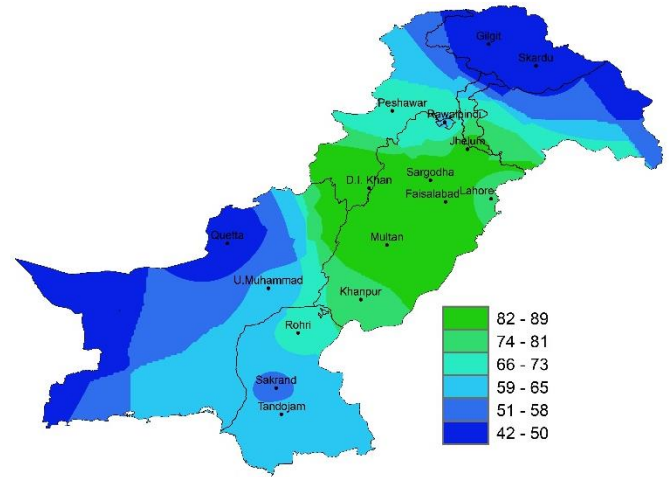 Gilgit
Skardu
Peshawar
Rawalpindi
Jhelum
Sargodha
D.I. Khan
Faisalabad
Lahore
Quetta
Multan
U.Muhammad
Khanpur
Rohri
Sakrand
Tandojam
82 - 89
74 - 81
66 - 73
59 - 65
51 - 58
42 - 50